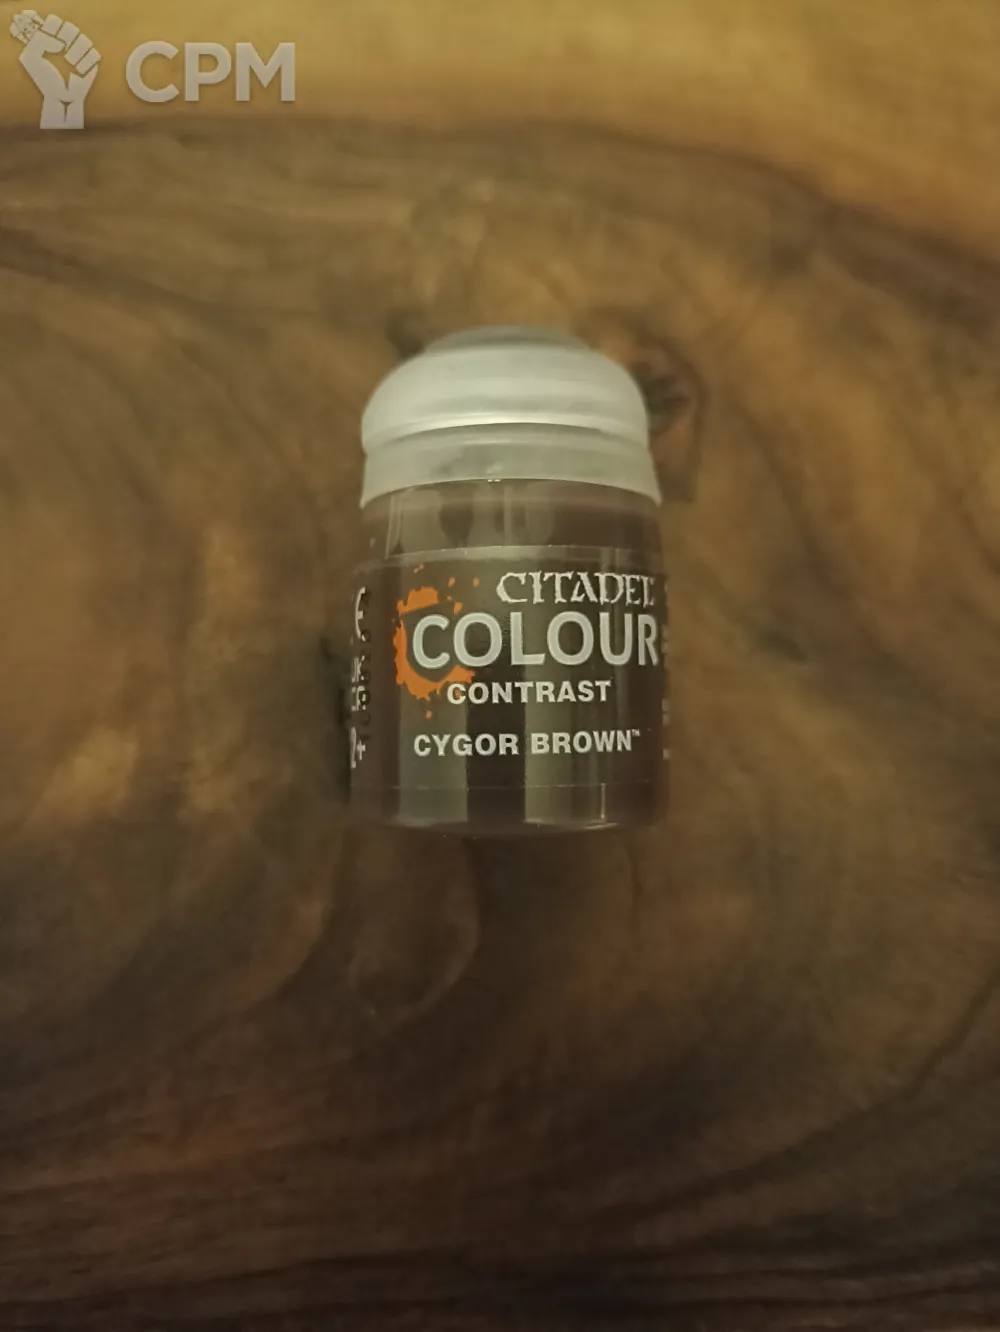 CPM
CITADEL
COLOUR
CONTRAST
CYGOR BROWN™